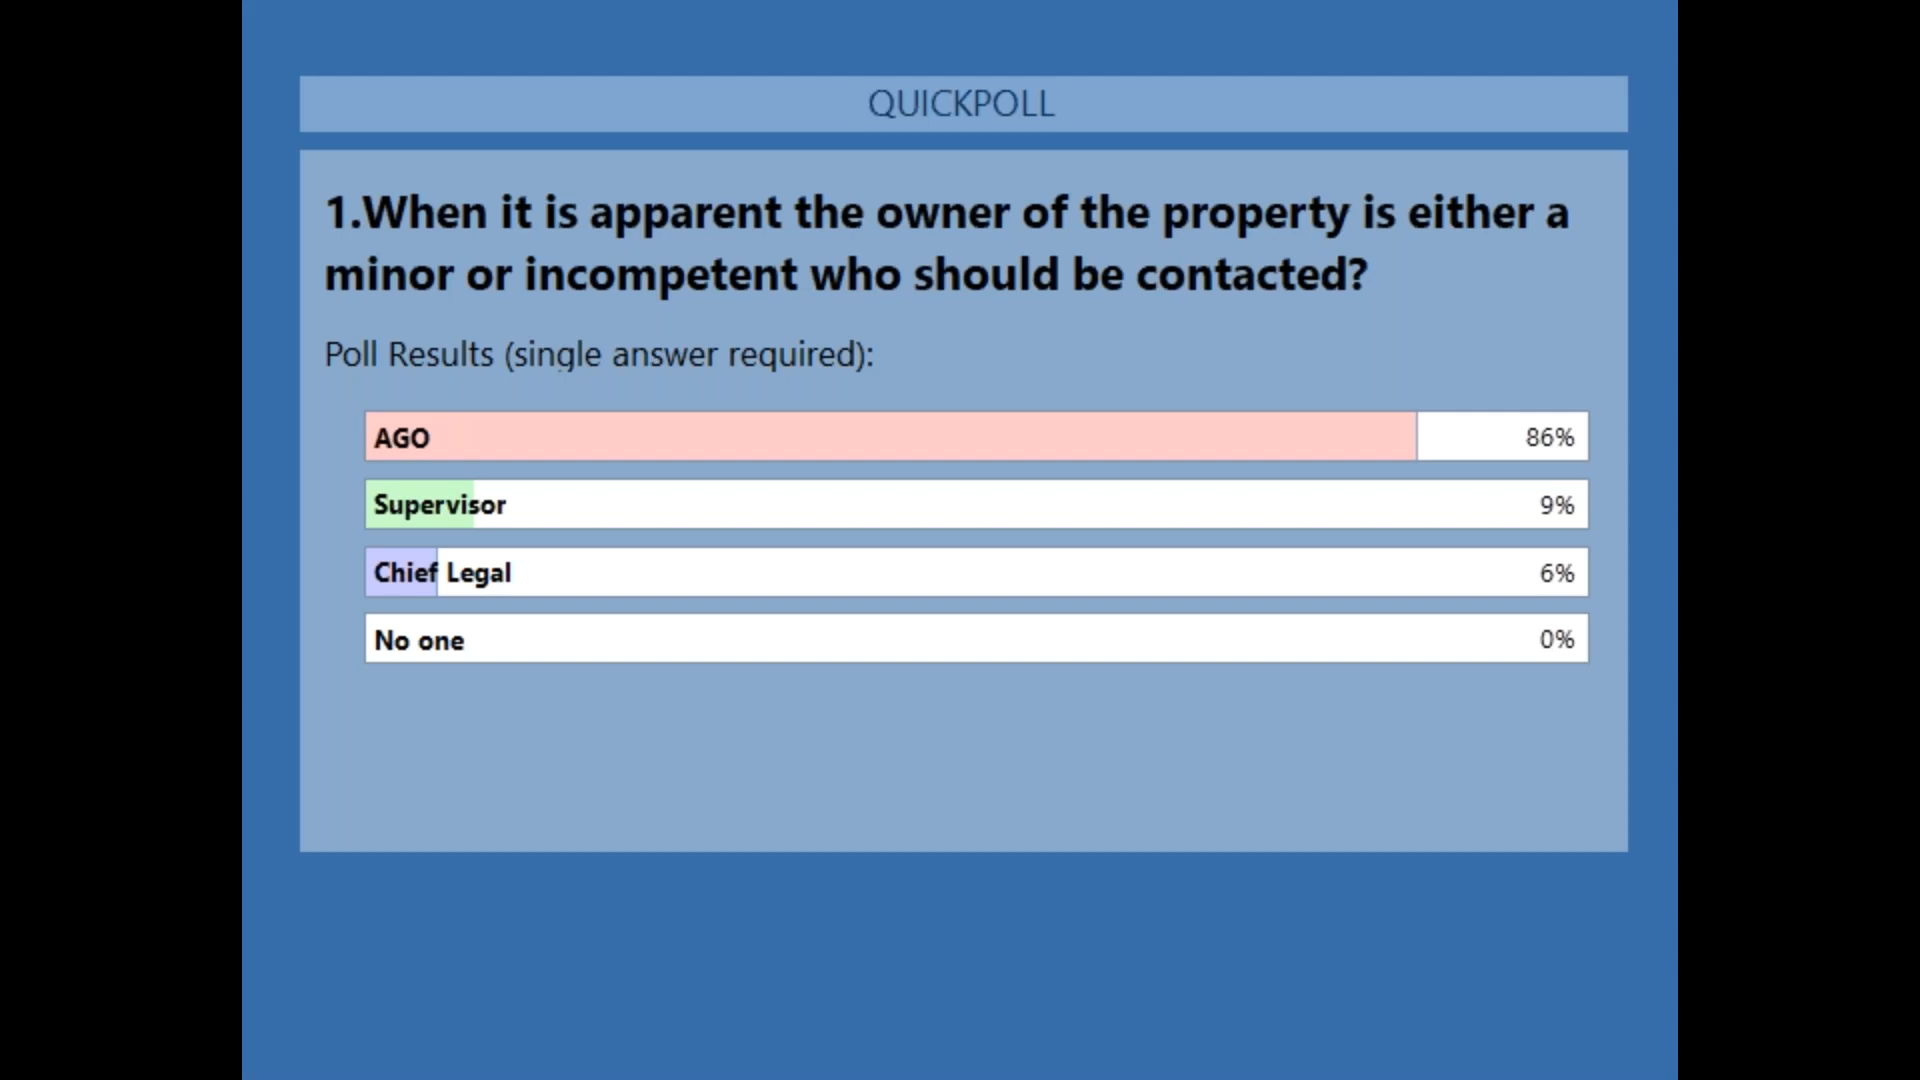 QUICKPOLL
1.When it is apparent the owner of the property is either a
minor or incompetent who should be contacted?
Poll Results (single answer required):
AGO 86%
Supervisor 9%
Chief Legal 6%
No one 0%